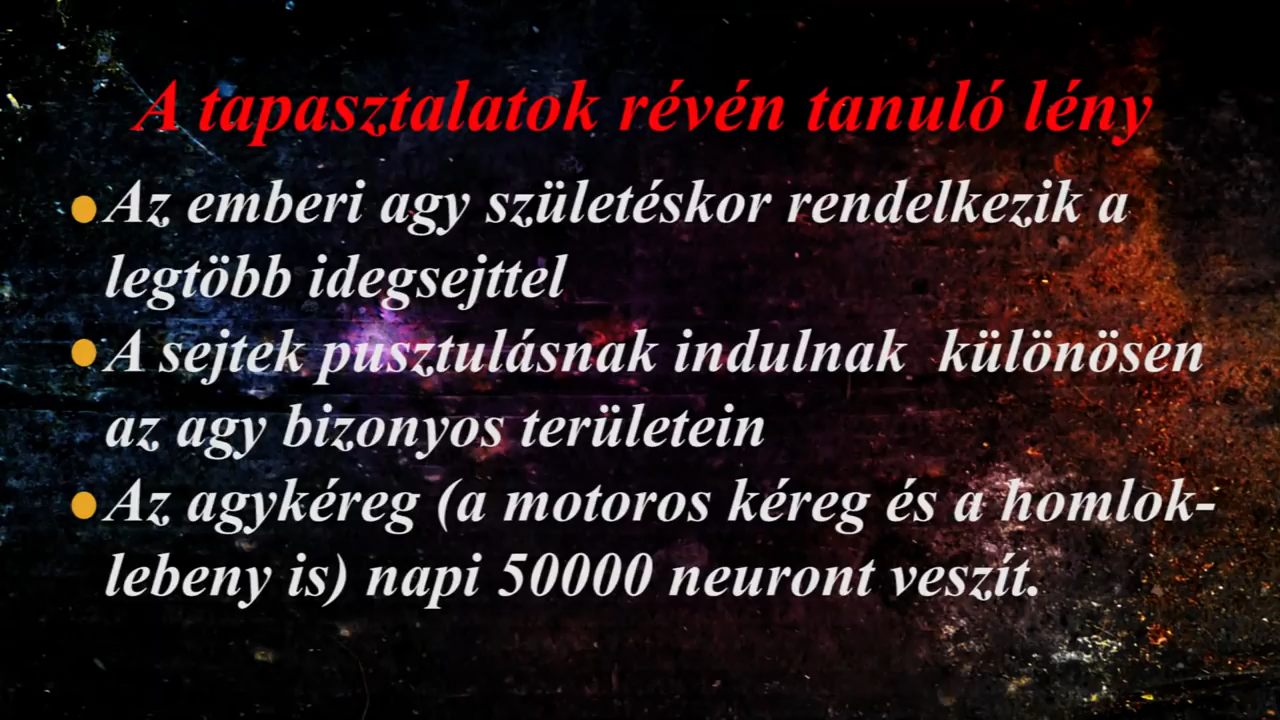 A tapasztalatok révén tanuló lény
Az emberi agy születéskor rendelkezik a
legtöbb idegsejttel
A sejtek pusztulásnak indulnak  különösen
az agy bizonyos területein
Az agykéreg (a motoros kéreg és a homlok-
lebeny is) napi 50000 neuront veszít.